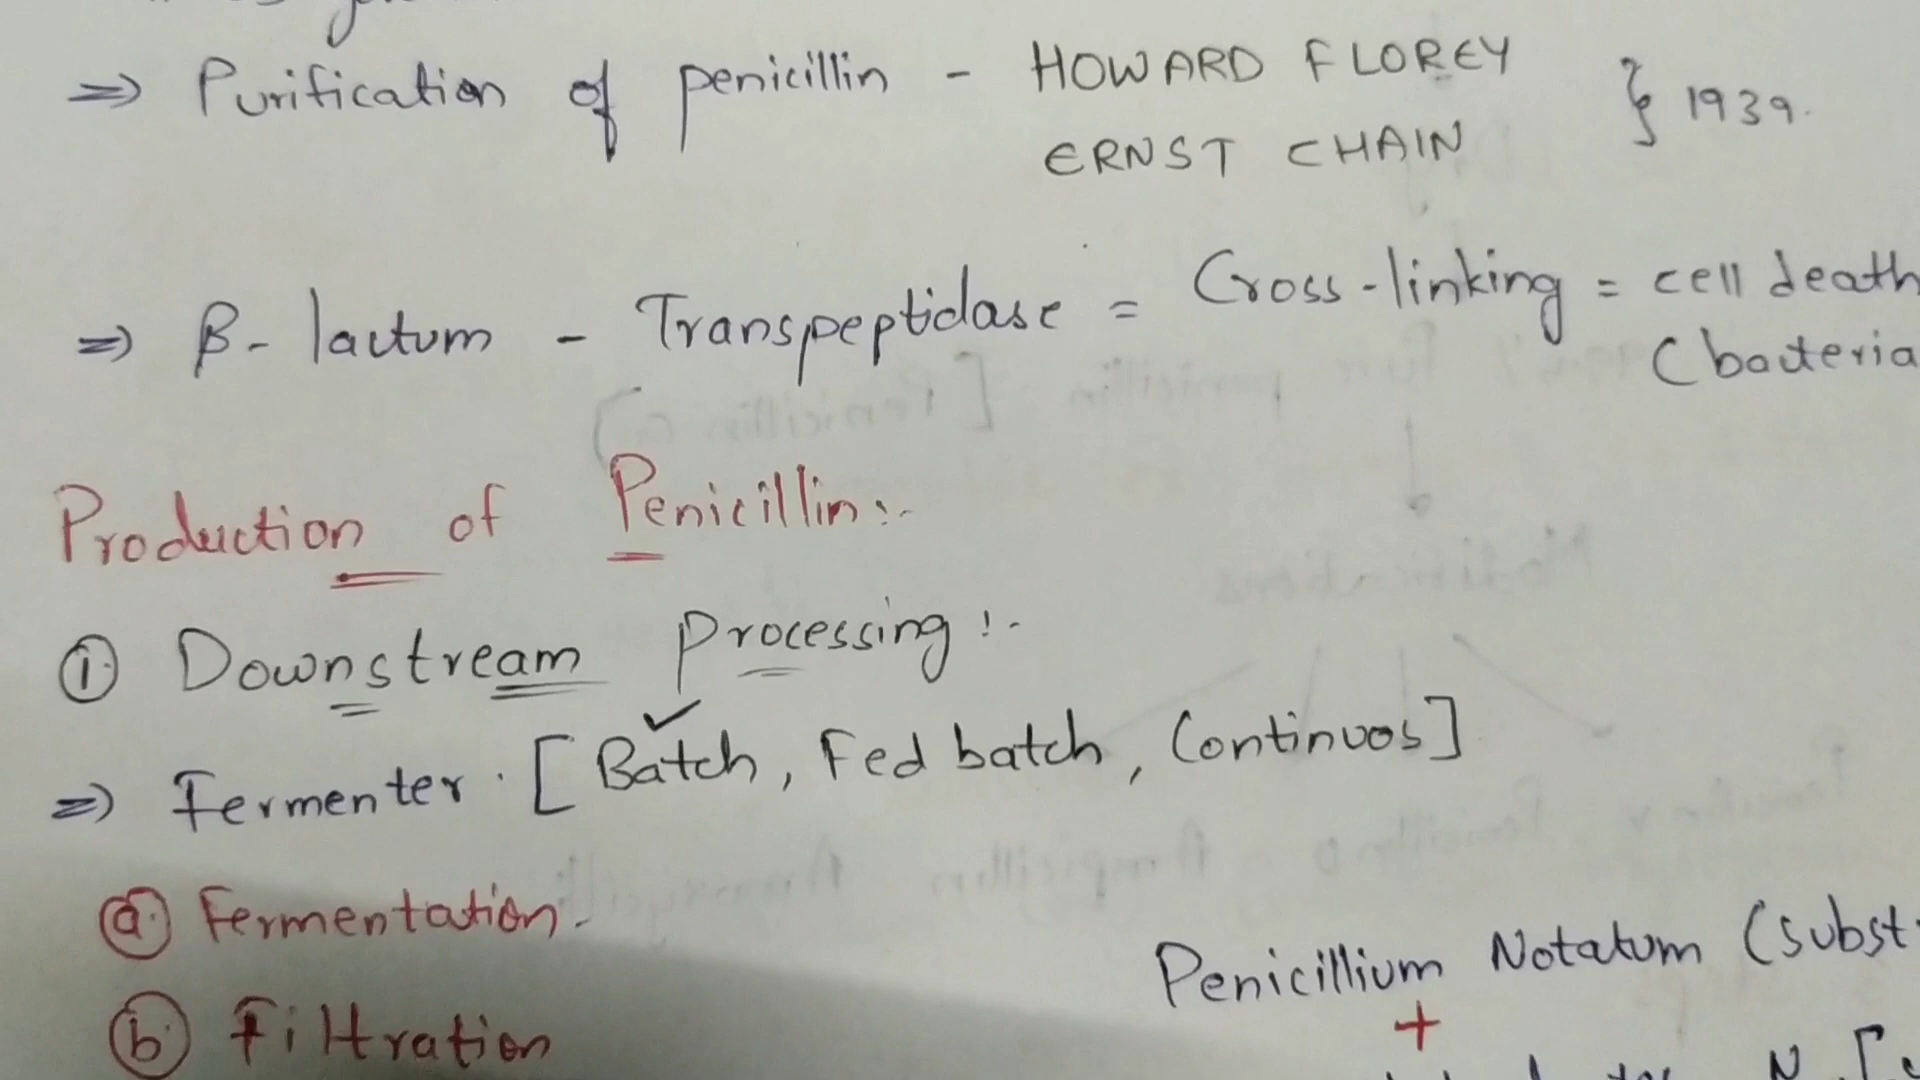 ⇒ Purification of penicillin - HOWARD FLOREY
ERNST CHAIN } 1939.
⇒ β- lactum - Transpeptidase = Cross-linking = cell death
(bacteria
Production of Penicillin:-
① Downstream Processing :-
⇒ Fermenter. [Batch, Fed batch, Continuos]
ⓐ Fermentation.
Penicillium Notatum (subst
ⓑ Filtration
+